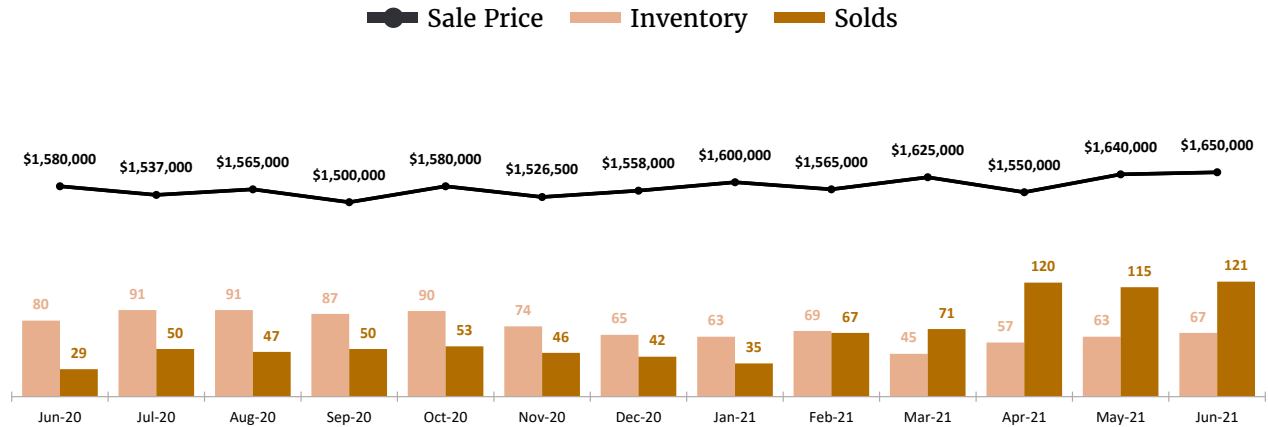 Sale Price Inventory Solds
$1,580,000 $1,537,000 $1,565,000 $1,500,000 $1,580,000 $1,526,500 $1,558,000 $1,600,000 $1,565,000 $1,625,000 $1,550,000 $1,640,000 $1,650,000
80 29 91 50 91 47 87 50 90 53 74 46 65 42 63 35 69 67 45 71 57 120 63 115 67 121
Jun-20 Jul-20 Aug-20 Sep-20 Oct-20 Nov-20 Dec-20 Jan-21 Feb-21 Mar-21 Apr-21 May-21 Jun-21